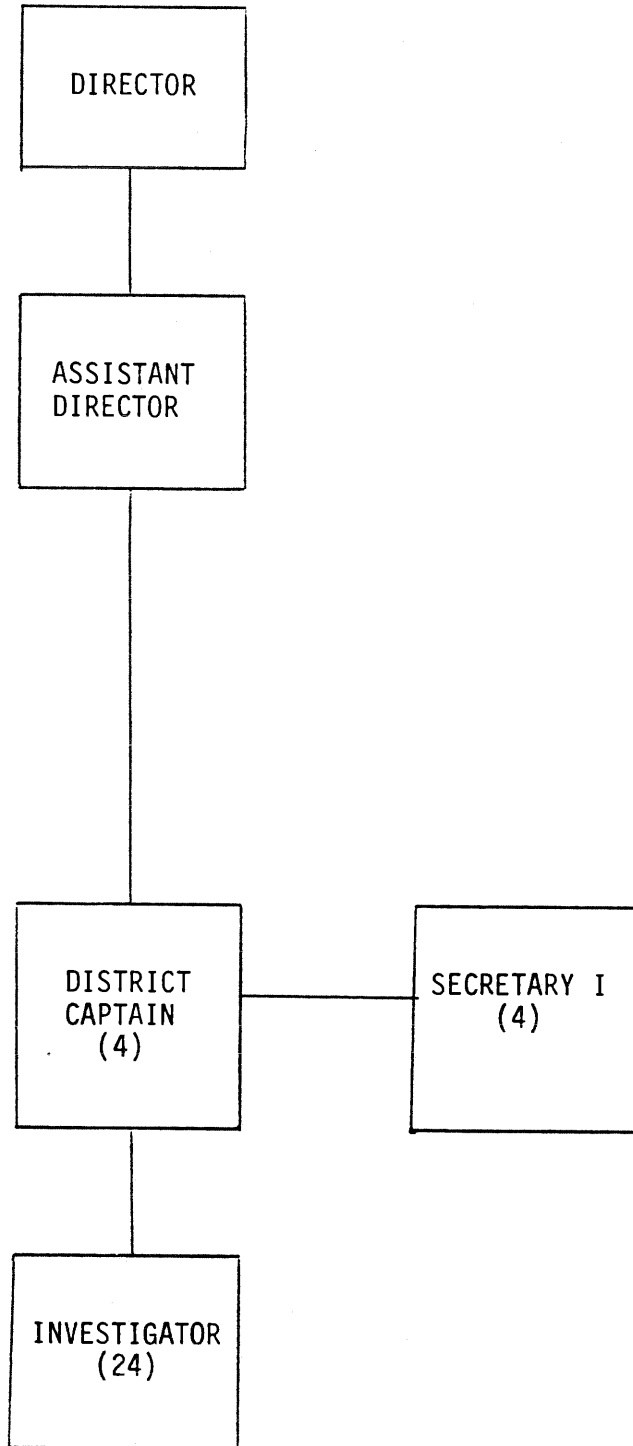 DIRECTOR
ASSISTANT
DIRECTOR
DISTRICT
CAPTAIN
(4)
SECRETARY I
(4)
INVESTIGATOR
(24)